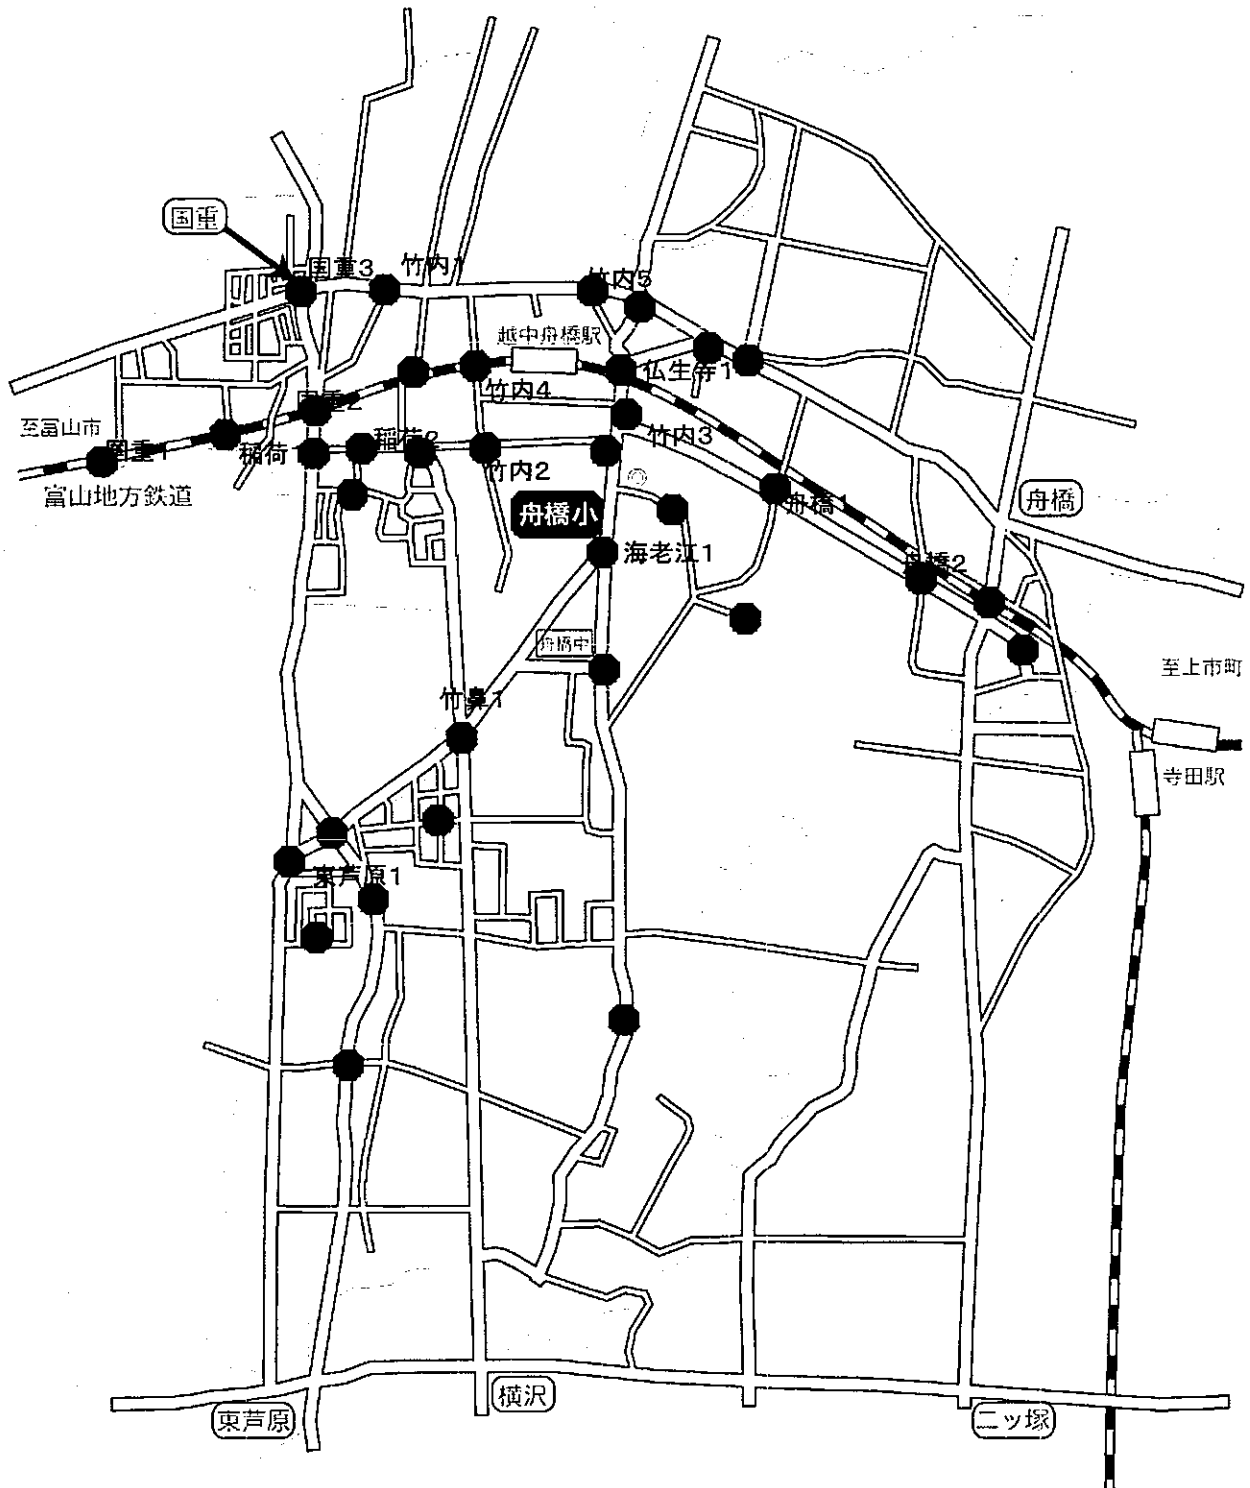 国重
国重3
竹内1
竹内5
越中舟橋駅
仏生寺1
竹内4
国重2
至富山市
国重1
稲荷1
稲荷2
竹内2
竹内3
富山地方鉄道
舟橋小
舟橋1
舟橋
海老江1
舟橋2
舟橋中
至上市町
竹鼻1
寺田駅
東芦原1
東芦原
横沢
二ッ塚